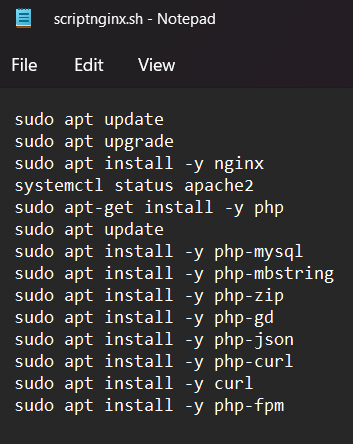 scriptnginx.sh - Notepad
File Edit View
sudo apt update
sudo apt upgrade
sudo apt install -y nginx
systemctl status apache2
sudo apt-get install -y php
sudo apt update
sudo apt install -y php-mysql
sudo apt install -y php-mbstring
sudo apt install -y php-zip
sudo apt install -y php-gd
sudo apt install -y php-json
sudo apt install -y php-curl
sudo apt install -y curl
sudo apt install -y php-fpm